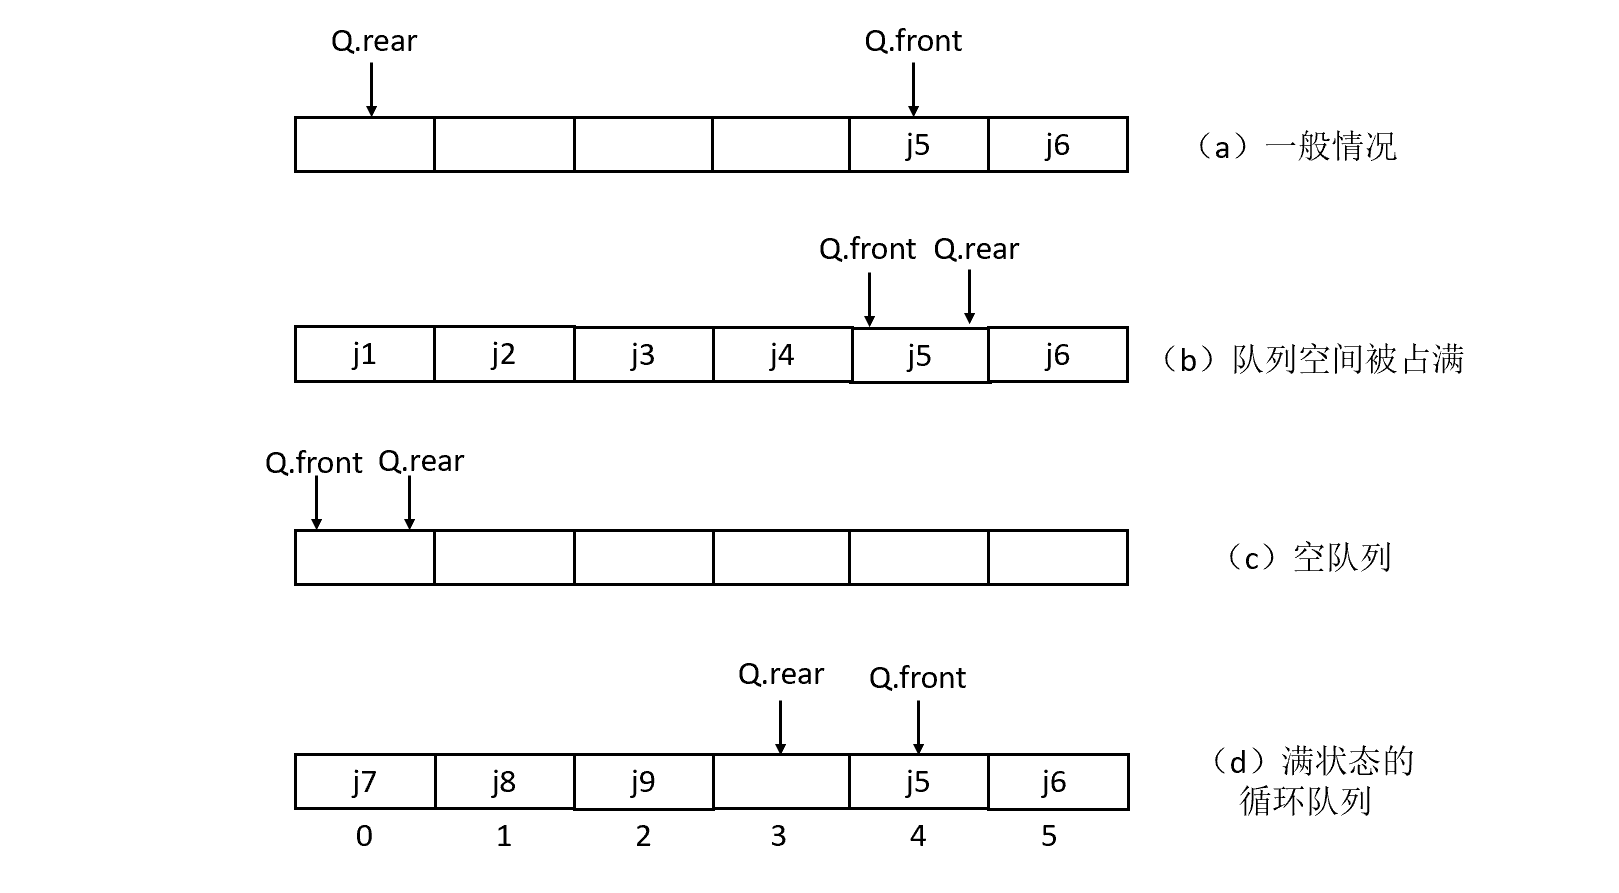 Q.rear Q.front
j5 j6 （a）一般情况
Q.front Q.rear
j1 j2 j3 j4 j5 j6 （b）队列空间被占满
Q.front Q.rear
（c）空队列
Q.rear Q.front
j7 j8 j9 j5 j6 （d）满状态的
循环队列
0 1 2 3 4 5